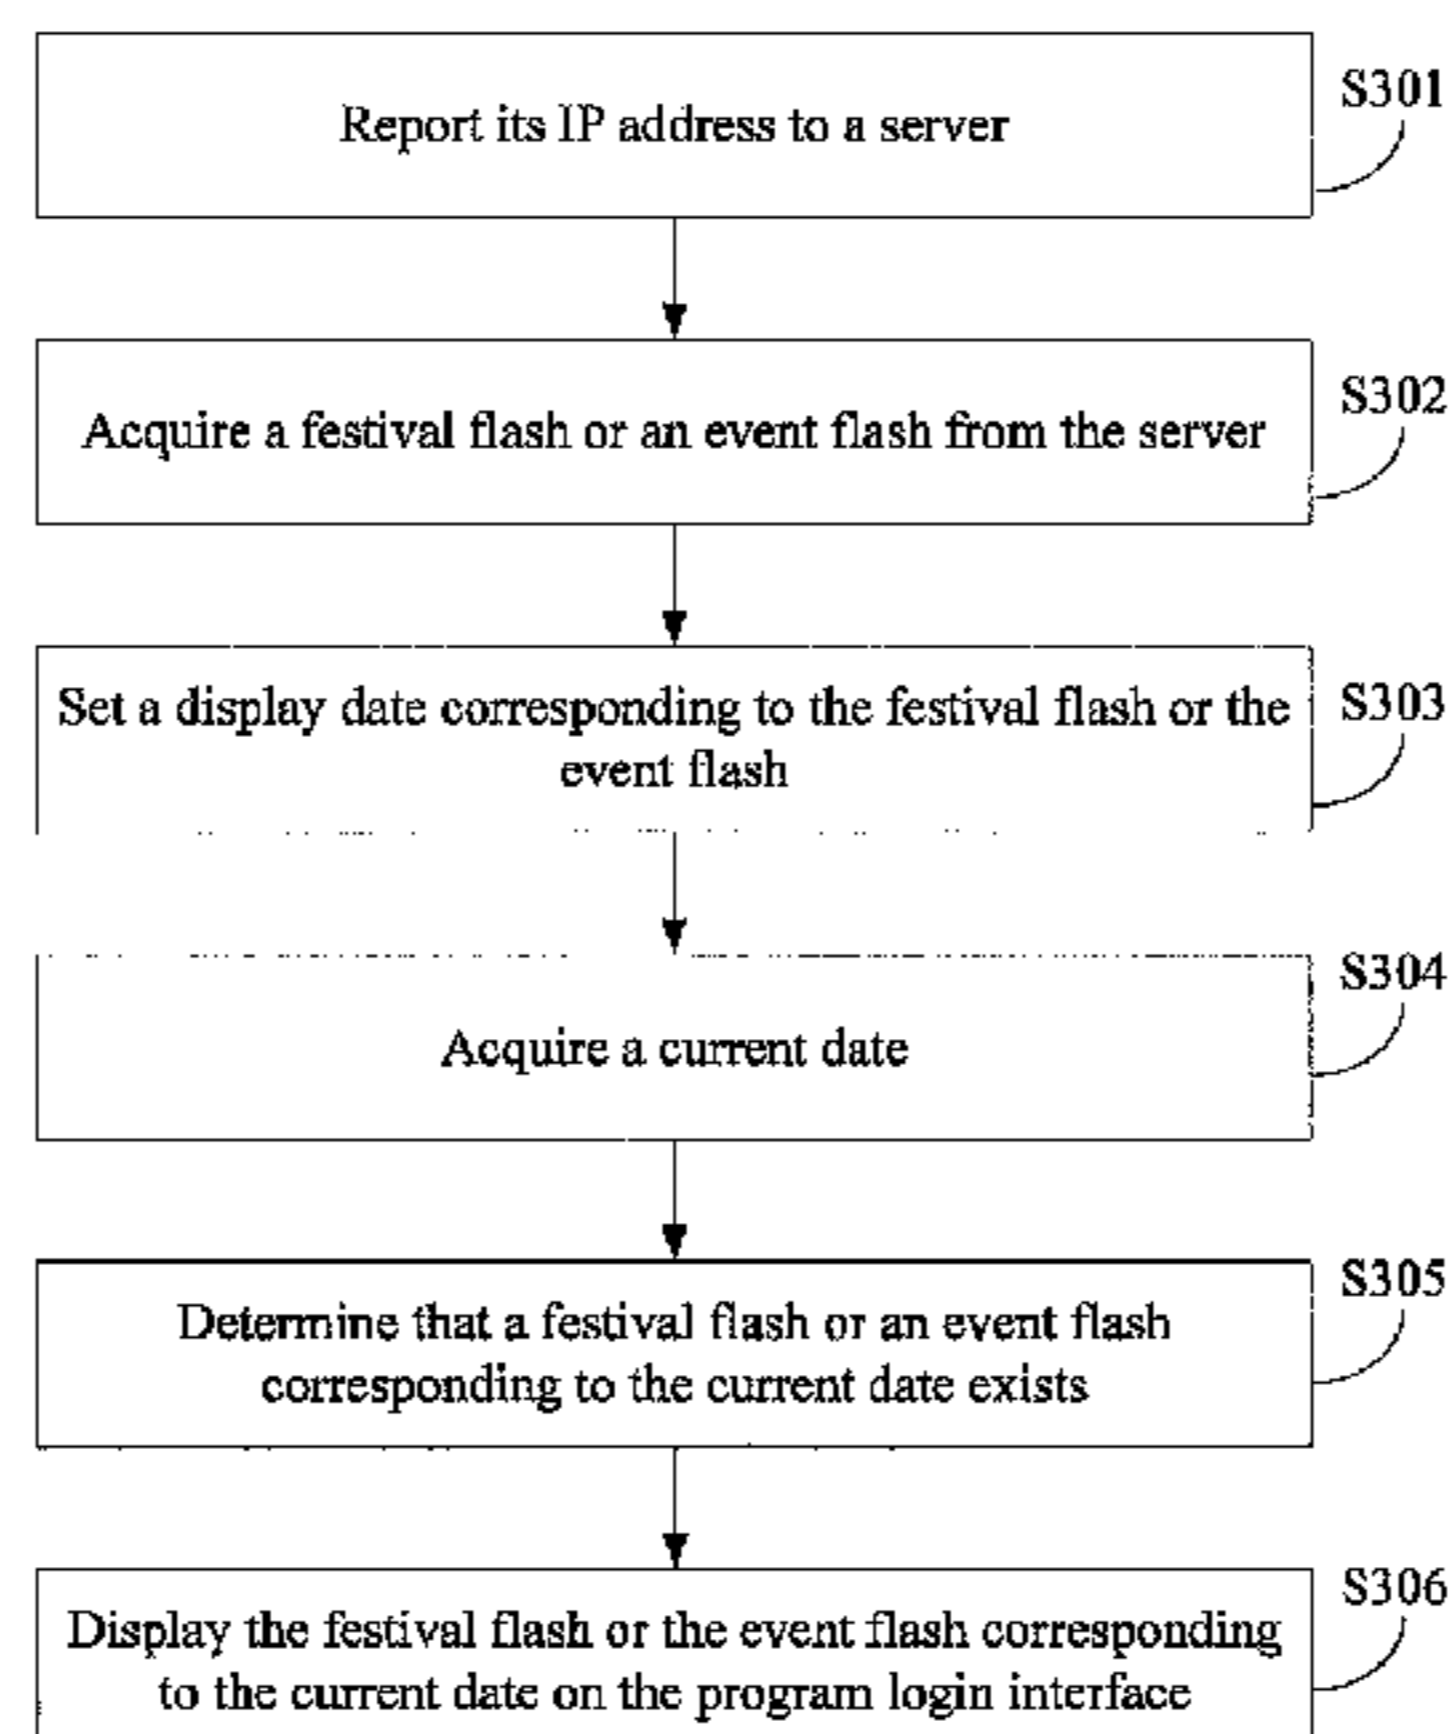 Report its IP address to a server
S301
Acquire a festival flash or an event flash from the server
S302
Set a display date corresponding to the festival flash or the
event flash
S303
Acquire a current date
S304
Determine that a festival flash or an event flash
corresponding to the current date exists
S305
Display the festival flash or the event flash corresponding
to the current date on the program login interface
S306